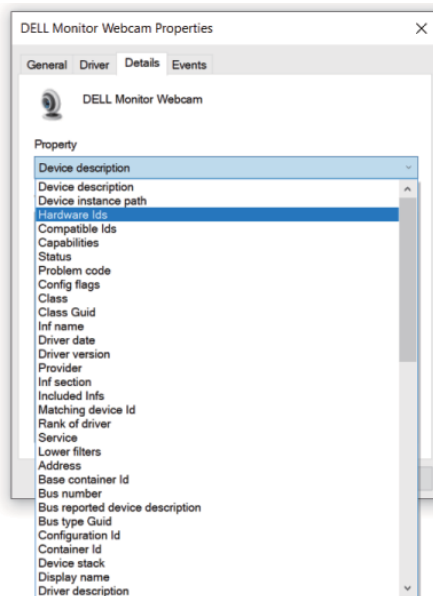 DELL Monitor Webcam Properties
General Driver Details Events
DELL Monitor Webcam
Property
Device description
Device description
Device instance path
Hardware Ids
Compatible Ids
Capabilities
Status
Problem code
Config flags
Class
Class Guid
Inf name
Driver date
Driver version
Provider
Inf section
Included Infs
Matching device Id
Rank of driver
Service
Lower filters
Address
Base container Id
Bus number
Bus reported device description
Bus type Guid
Configuration Id
Container Id
Device stack
Display name
Driver description